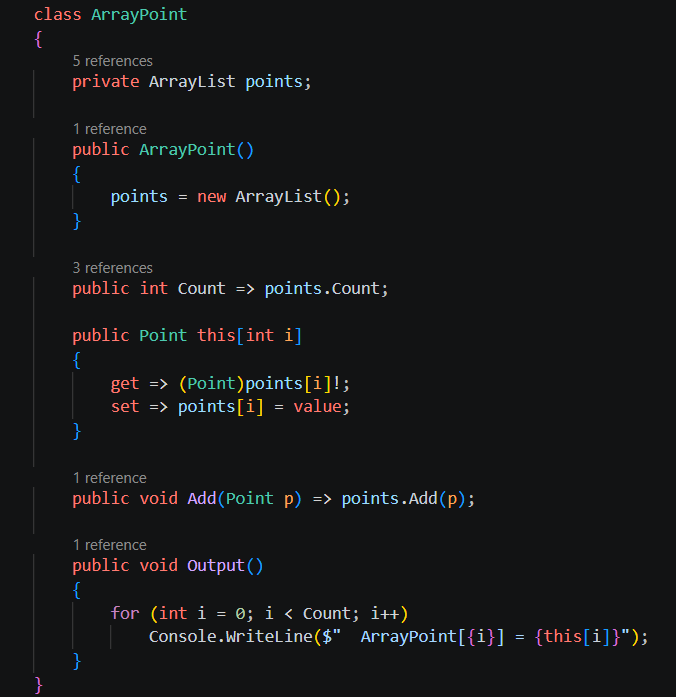 class ArrayPoint
{
5 references
private ArrayList points;
1 reference
public ArrayPoint()
{
points = new ArrayList();
}
3 references
public int Count => points.Count;
public Point this[int i]
{
get => (Point)points[i]!;
set => points[i] = value;
}
1 reference
public void Add(Point p) => points.Add(p);
1 reference
public void Output()
{
for (int i = 0; i < Count; i++)
Console.WriteLine($"  ArrayPoint[{i}] = {this[i]}");
}
}